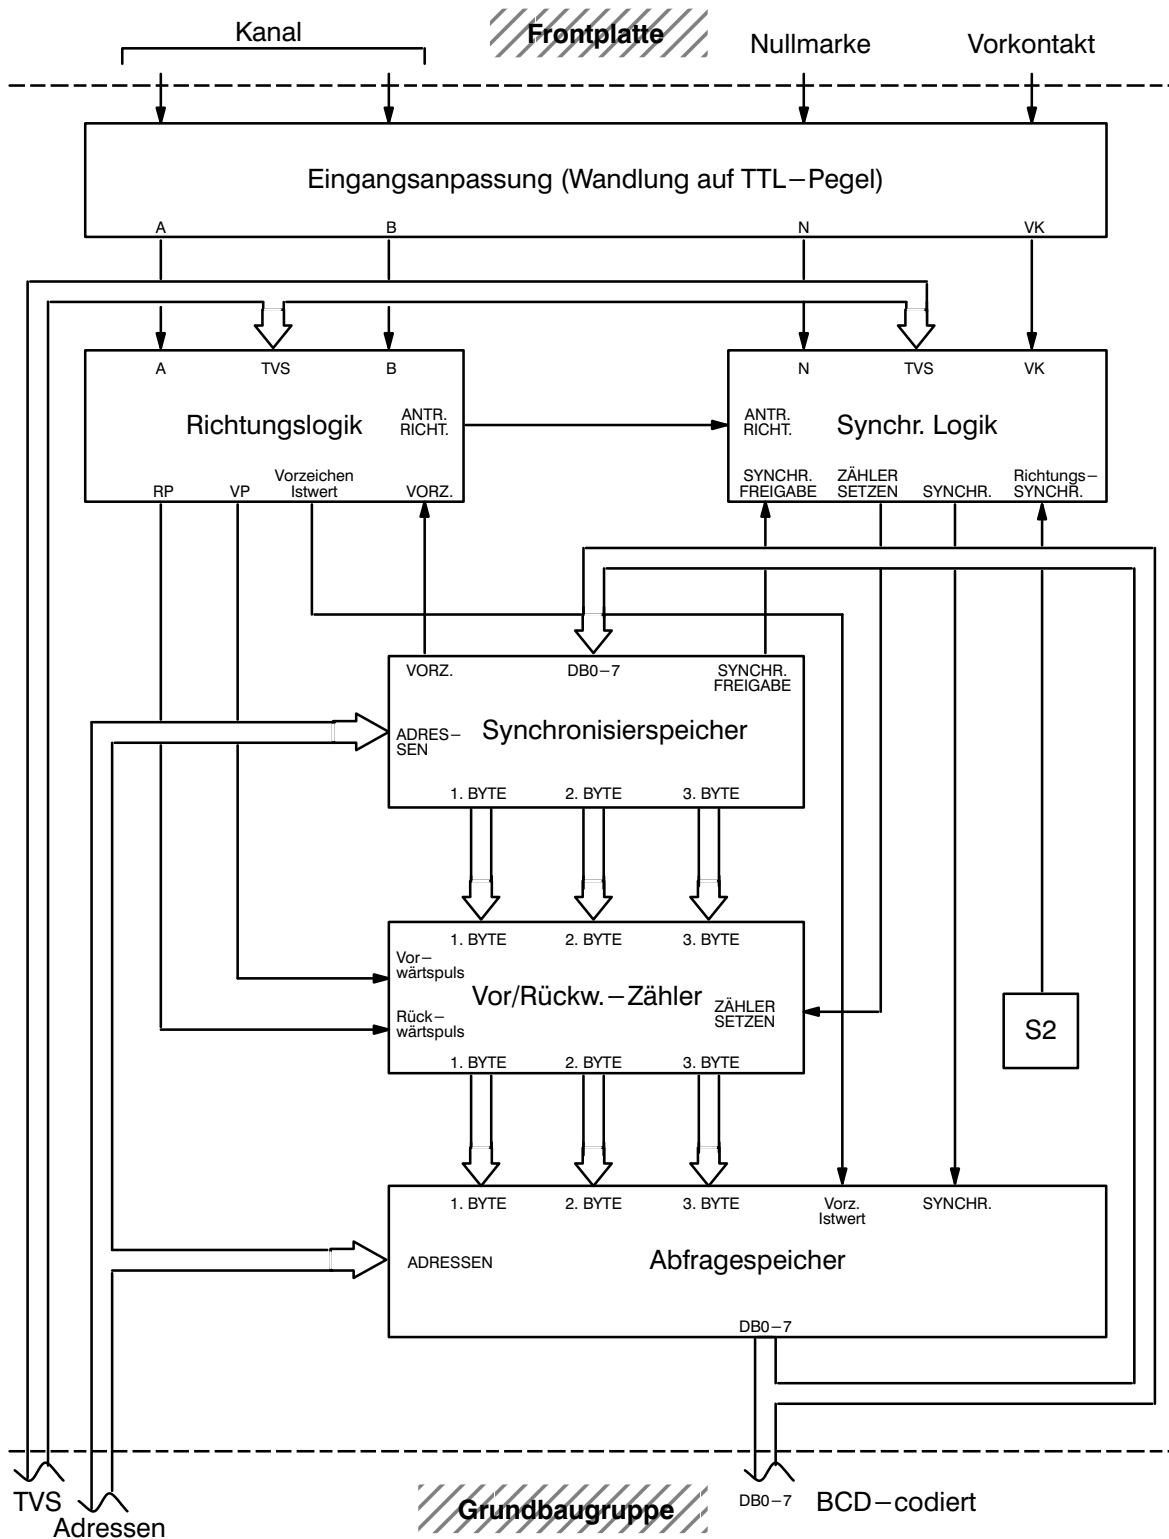 Kanal
Frontplatte
Nullmarke
Vorkontakt
Eingangsanpassung (Wandlung auf TTL–Pegel)
A B N VK
A TVS B
Richtungslogik
ANTR.
RICHT.
RP VP
Vorzeichen
Istwert
VORZ.
N TVS VK
ANTR.
RICHT.
Synchr. Logik
SYNCHR.
FREIGABE
ZÄHLER
SETZEN
SYNCHR.
Richtungs–
SYNCHR.
VORZ.
DB0–7
SYNCHR.
FREIGABE
ADRES–
SEN
Synchronisierspeicher
1. BYTE 2. BYTE 3. BYTE
1. BYTE 2. BYTE 3. BYTE
Vor–
wärtspuls
Vor/Rückw.–Zähler
Rück–
wärtspuls
ZÄHLER
SETZEN
S2
1. BYTE 2. BYTE 3. BYTE
1. BYTE 2. BYTE 3. BYTE
Vorz.
Istwert
SYNCHR.
ADRESSEN
Abfragespeicher
DB0–7
TVS
Adressen
Grundbaugruppe
DB0–7
BCD–codiert